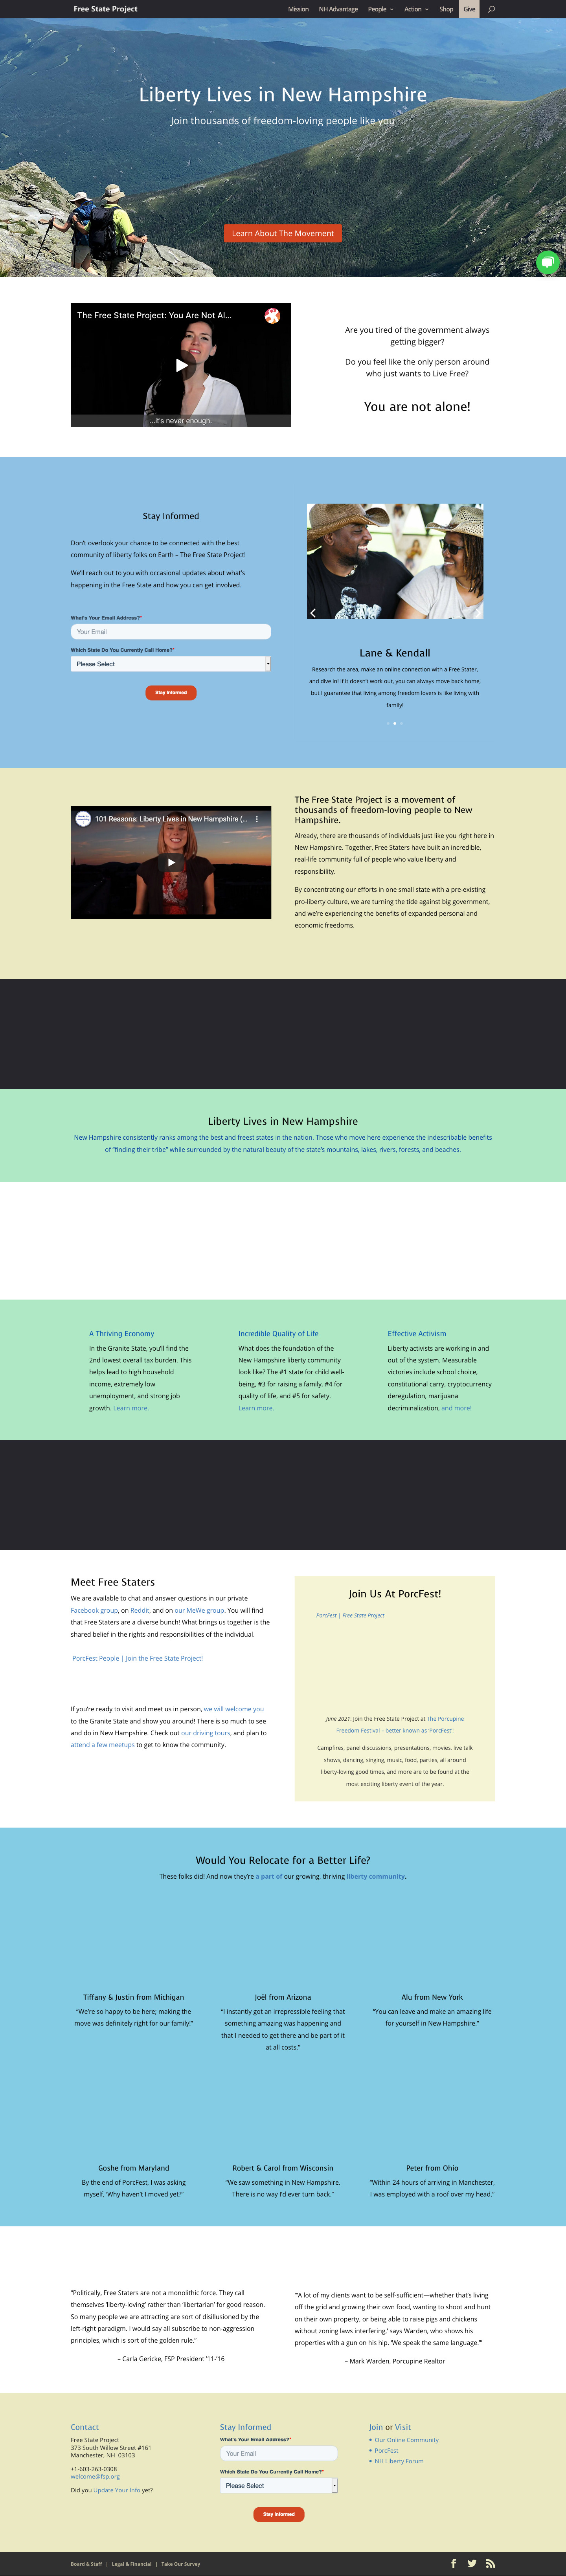 Free State Project
Mission NH Advantage People Action Shop Give
Liberty Lives in New Hampshire
Join thousands of freedom-loving people like you
Learn About The Movement
The Free State Project: You Are Not Al...
...it's never enough.
Are you tired of the government always
getting bigger?
Do you feel like the only person around
who just wants to Live Free?
You are not alone!
Stay Informed
Don't overlook your chance to be connected with the best
community of liberty folks on Earth – The Free State Project!
We'll reach out to you with occasional updates about what's
happening in the Free State and how you can get involved.
What's Your Email Address?*
Your Email
Which State Do You Currently Call Home?*
Please Select
Stay Informed
Lane & Kendall
Research the area, make an online connection with a Free Stater,
and dive in! If it doesn't work out, you can always move back home,
but I guarantee that living among freedom lovers is like living with
family!
101 Reasons: Liberty Lives in New Hampshire (...
The Free State Project is a movement of
thousands of freedom-loving people to New
Hampshire.
Already, there are thousands of individuals just like you right here in
New Hampshire. Together, Free Staters have built an incredible,
real-life community full of people who value liberty and
responsibility.
By concentrating our efforts in one small state with a pre-existing
pro-liberty culture, we are turning the tide against big government,
and we're experiencing the benefits of expanded personal and
economic freedoms.
Liberty Lives in New Hampshire
New Hampshire consistently ranks among the best and freest states in the nation. Those who move here experience the indescribable benefits
of "finding their tribe" while surrounded by the natural beauty of the state's mountains, lakes, rivers, forests, and beaches.
A Thriving Economy
In the Granite State, you'll find the
2nd lowest overall tax burden. This
helps lead to high household
income, extremely low
unemployment, and strong job
growth. Learn more.
Incredible Quality of Life
What does the foundation of the
New Hampshire liberty community
look like? The #1 state for child well-
being, #3 for raising a family, #4 for
quality of life, and #5 for safety.
Learn more.
Effective Activism
Liberty activists are working in and
out of the system. Measurable
victories include school choice,
constitutional carry, cryptocurrency
deregulation, marijuana
decriminalization, and more!
Meet Free Staters
We are available to chat and answer questions in our private
Facebook group, on Reddit, and on our MeWe group. You will find
that Free Staters are a diverse bunch! What brings us together is the
shared belief in the rights and responsibilities of the individual.
PorcFest People | Join the Free State Project!
If you're ready to visit and meet us in person, we will welcome you
to the Granite State and show you around! There is so much to see
and do in New Hampshire. Check out our driving tours, and plan to
attend a few meetups to get to know the community.
Join Us At PorcFest!
PorcFest | Free State Project
June 2021: Join the Free State Project at The Porcupine
Freedom Festival – better known as 'PorcFest'!
Campfires, panel discussions, presentations, movies, live talk
shows, dancing, singing, music, food, parties, all around
liberty-loving good times, and more are to be found at the
most exciting liberty event of the year.
Would You Relocate for a Better Life?
These folks did! And now they're a part of our growing, thriving liberty community.
Tiffany & Justin from Michigan
"We're so happy to be here; making the
move was definitely right for our family!"
Joël from Arizona
"I instantly got an irrepressible feeling that
something amazing was happening and
that I needed to get there and be part of it
at all costs."
Alu from New York
"You can leave and make an amazing life
for yourself in New Hampshire."
Goshe from Maryland
By the end of PorcFest, I was asking
myself, 'Why haven't I moved yet?"
Robert & Carol from Wisconsin
"We saw something in New Hampshire.
There is no way I'd ever turn back."
Peter from Ohio
"Within 24 hours of arriving in Manchester,
I was employed with a roof over my head."
"Politically, Free Staters are not a monolithic force. They call
themselves 'liberty-loving' rather than 'libertarian' for good reason.
So many people we are attracting are sort of disillusioned by the
left-right paradigm. I would say all subscribe to non-aggression
principles, which is sort of the golden rule."
– Carla Gericke, FSP President '11-'16
"'A lot of my clients want to be self-sufficient—whether that's living
off the grid and growing their own food, wanting to shoot and hunt
on their own property, or being able to raise pigs and chickens
without zoning laws interfering,' says Warden, who shows his
properties with a gun on his hip. 'We speak the same language.'"
– Mark Warden, Porcupine Realtor
Contact
Free State Project
373 South Willow Street #161
Manchester, NH 03103
+1-603-263-0308
welcome@fsp.org
Did you Update Your Info yet?
Stay Informed
What's Your Email Address?*
Your Email
Which State Do You Currently Call Home?*
Please Select
Stay Informed
Join or Visit
Our Online Community
PorcFest
NH Liberty Forum
Board & Staff | Legal & Financial | Take Our Survey